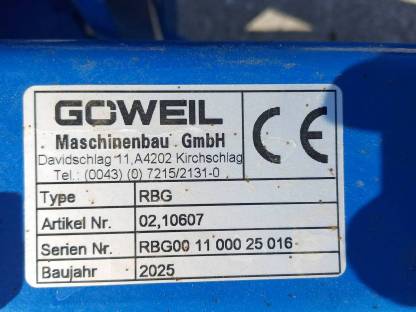 GÖWEIL
Maschinenbau GmbH
Davidschlag 11,A4202 Kirchschlag
Tel.: (0043) (0) 7215/2131-0
CE
Type RBG
Artikel Nr. 02,10607
Serien Nr. RBG00 11 000 25 016
Baujahr 2025